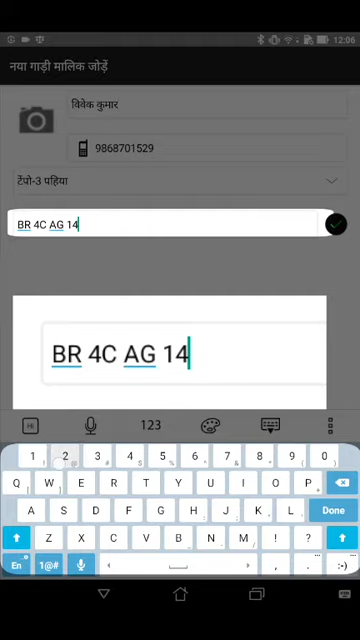 12:06
नया गाड़ी मालिक जोड़ें
विवेक कुमार
9868701529
टेंपो-3 पहिया
BR 4C AG 14
BR 4C AG 14
Hi 123
1 2 3 4 5 6 7 8 9 0
Q W E R T Y U I O P
A S D F G H J K L Done
Z X C V B N M ! ?
En 1@# , . :-)